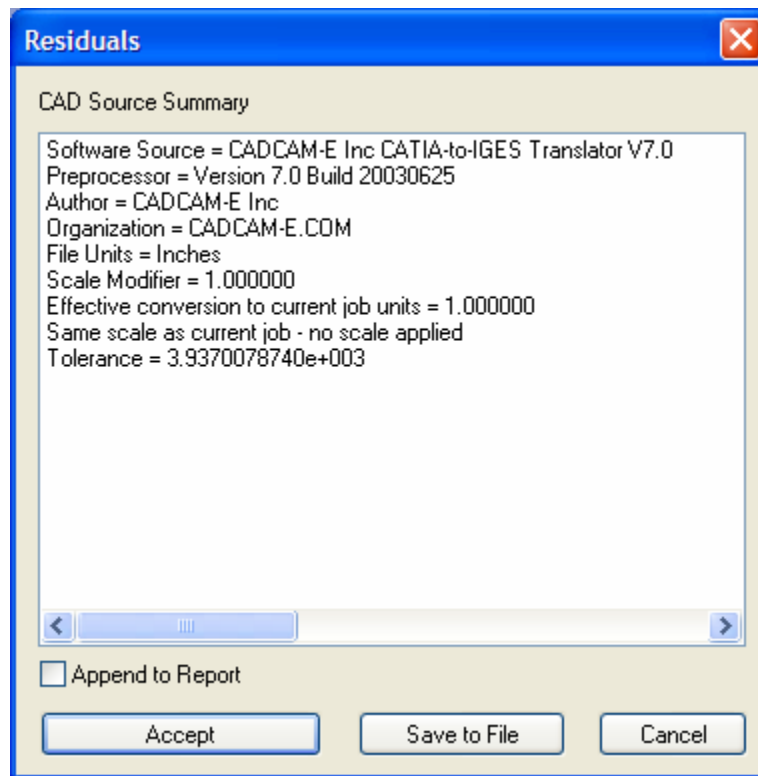 Residuals
CAD Source Summary
Software Source = CADCAM-E Inc CATIA-to-IGES Translator V7.0
Preprocessor = Version 7.0 Build 20030625
Author = CADCAM-E Inc
Organization = CADCAM-E.COM
File Units = Inches
Scale Modifier = 1.000000
Effective conversion to current job units = 1.000000
Same scale as current job - no scale applied
Tolerance = 3.9370078740e+003
Append to Report
Accept Save to File Cancel